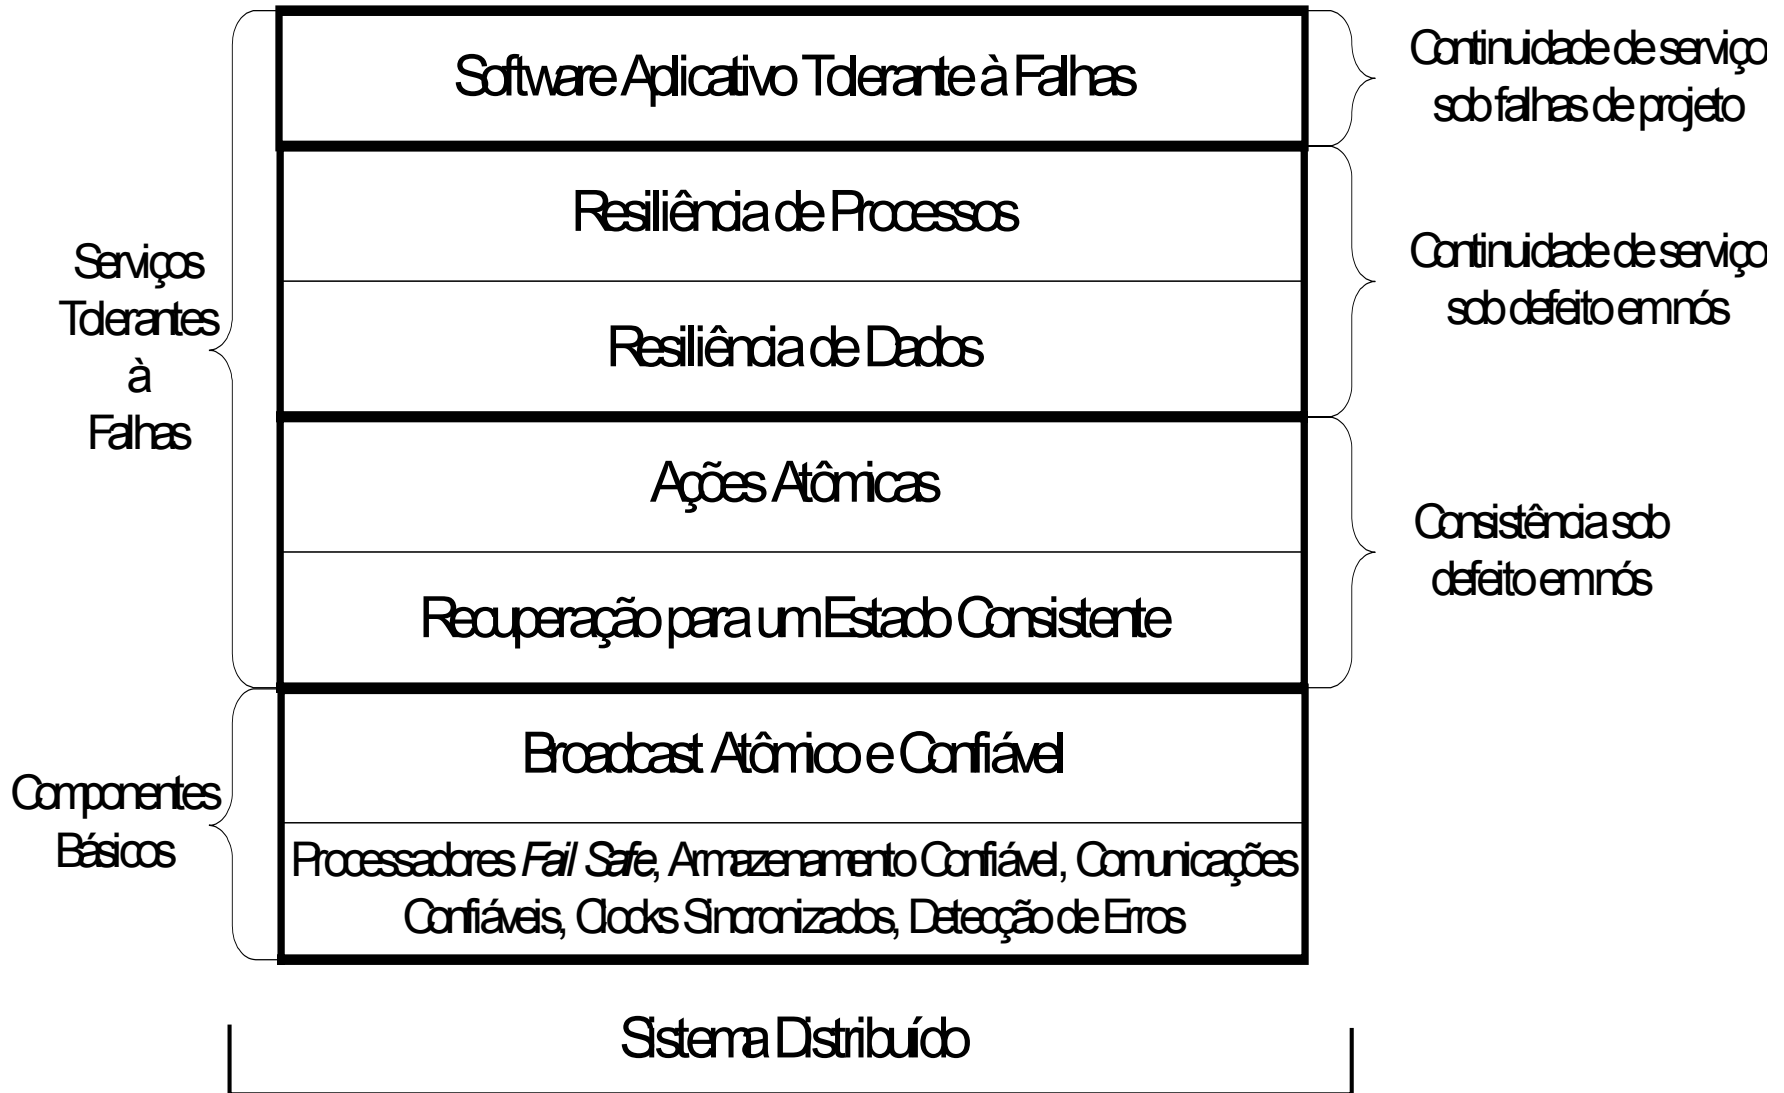 Software Aplicativo Tolerante à Falhas
Continuidade de serviço
sob falhas de projeto
Serviços
Tolerantes
à
Falhas
Resiliência de Processos
Resiliência de Dados
Continuidade de serviço
sob defeito em nós
Ações Atômicas
Recuperação para um Estado Consistente
Consistência sob
defeito em nós
Componentes
Básicos
Broadcast Atômico e Confiável
Processadores Fail Safe, Armazenamento Confiável, Comunicações
Confiáveis, Clocks Sincronizados, Detecção de Erros
Sistema Distribuído